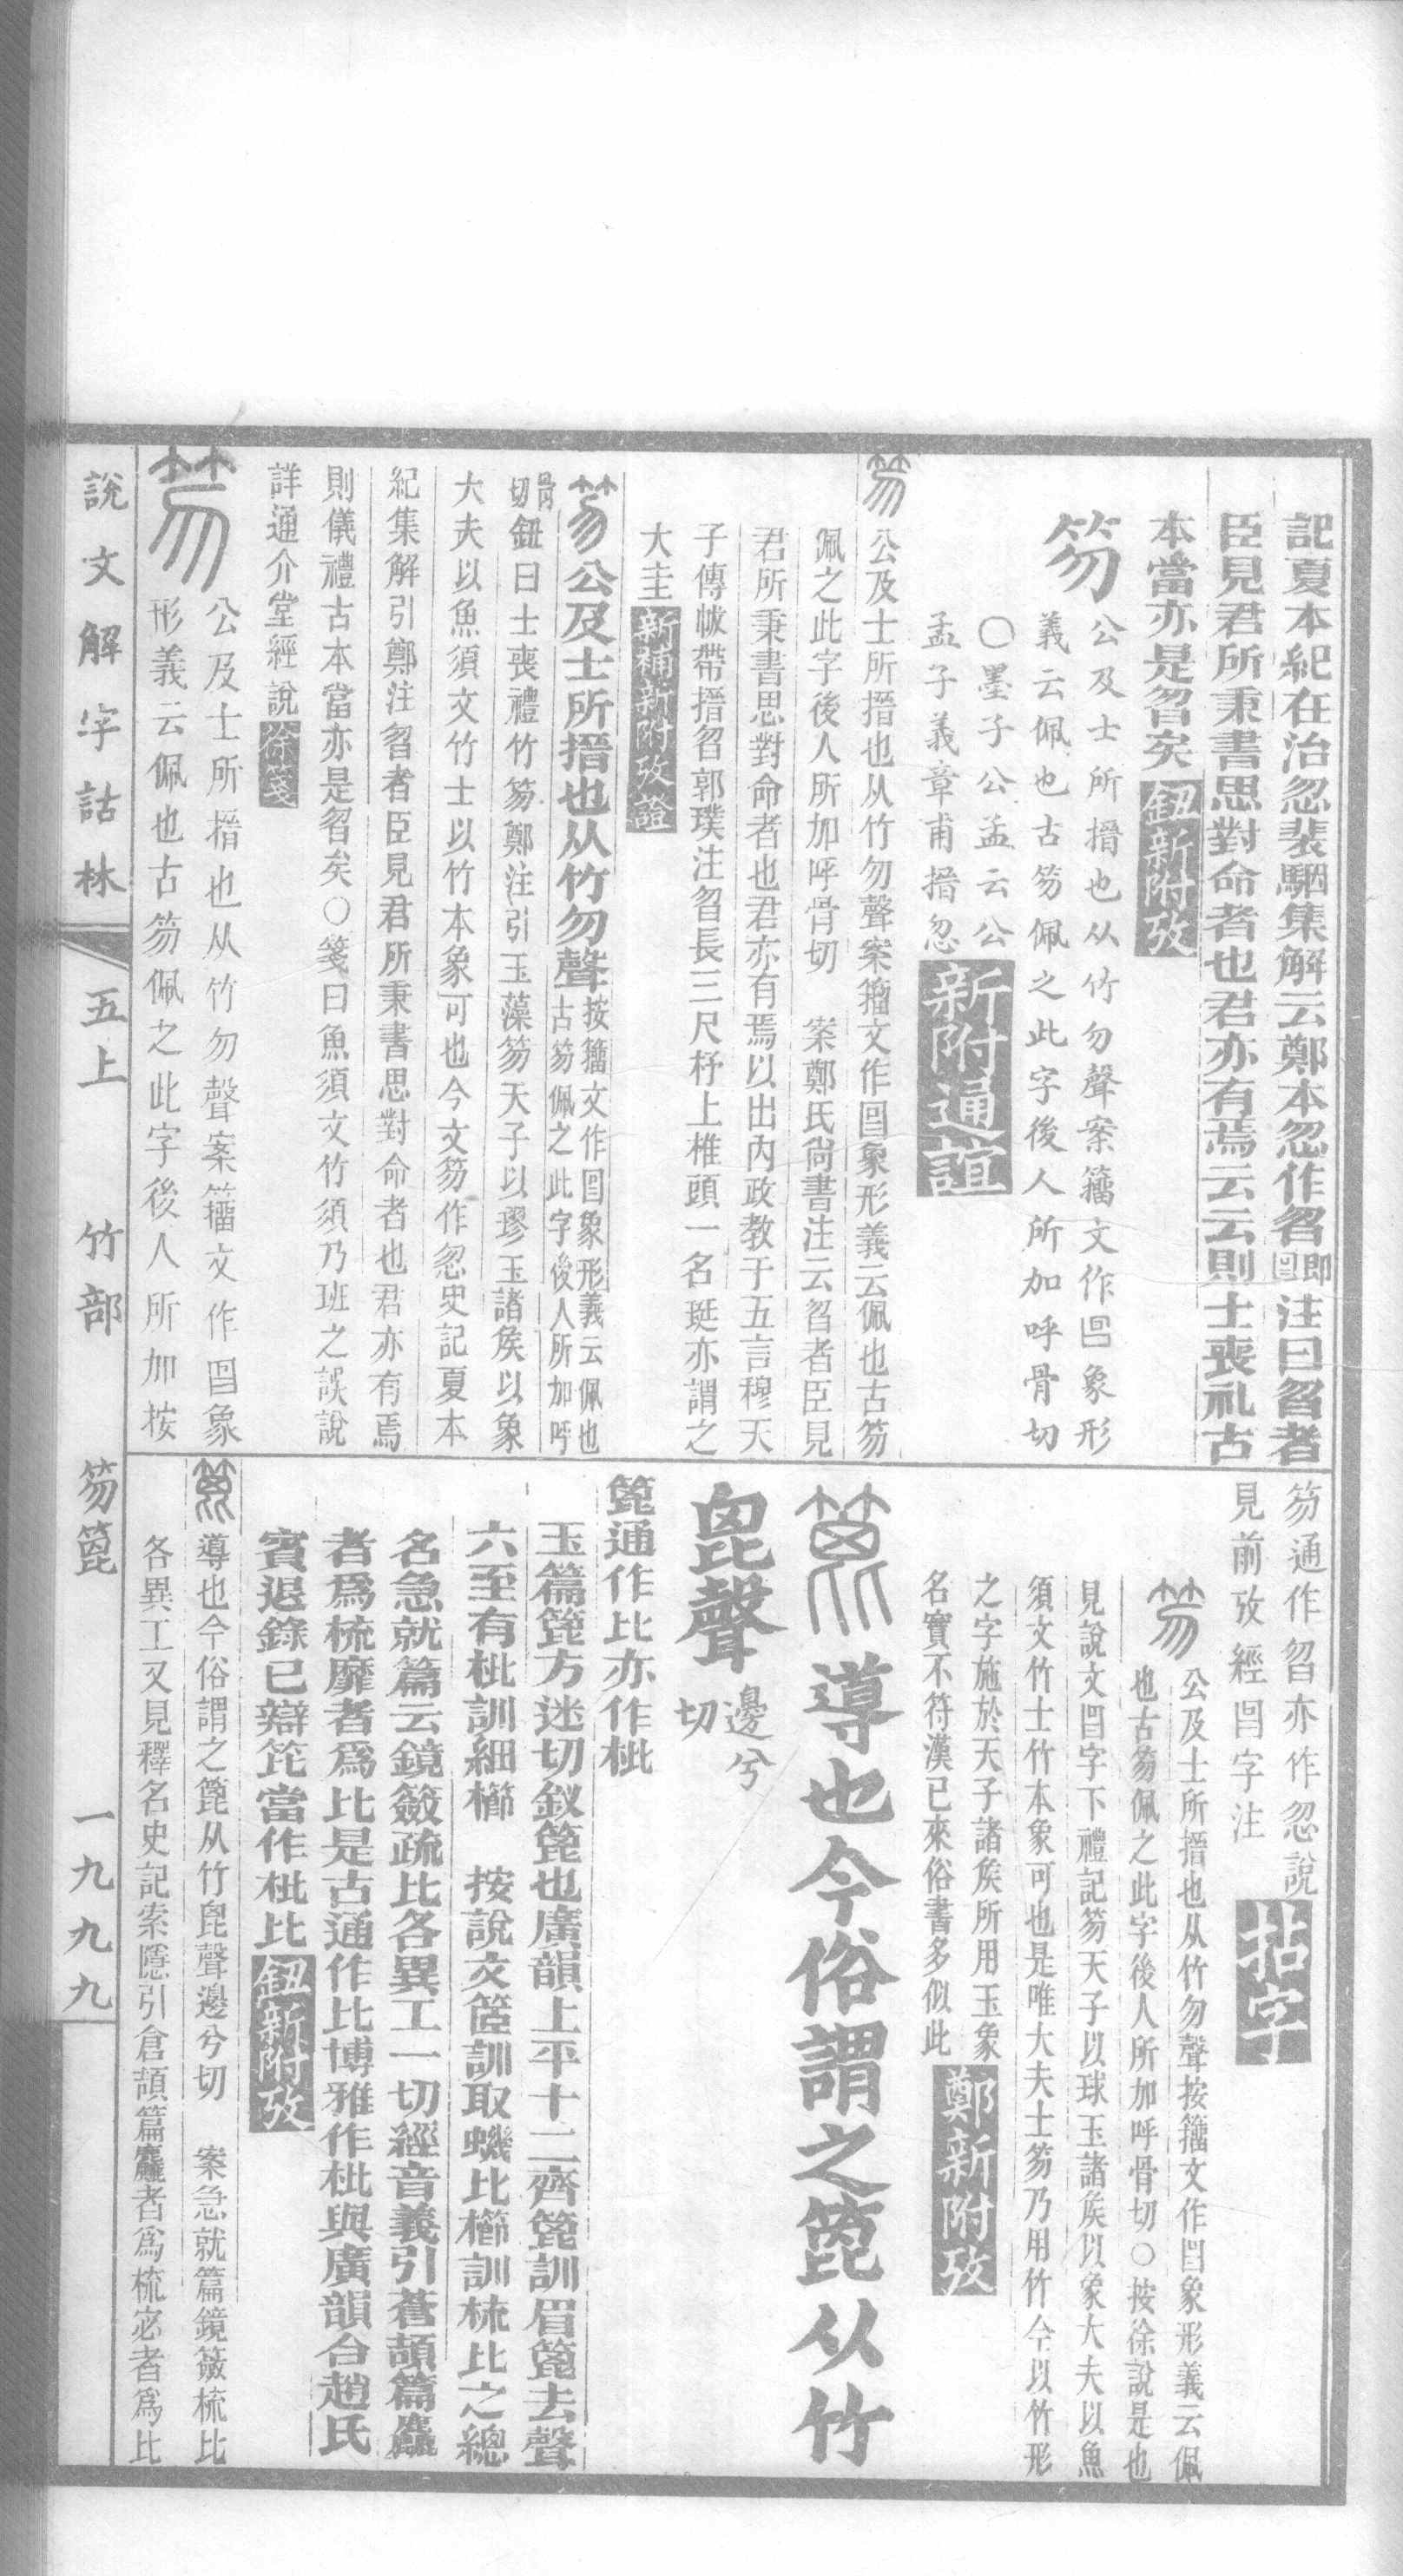 記夏本紀在治忽裴駰集解云鄭本忽作曶即𡇒注曰曶者
臣見君所秉書思對命者也君亦有焉云云則士喪礼古
本當亦是曶矣 鈕新附攷
笏 公及士所搢也从竹勿聲案籀文作𡇒象形
義云佩也古笏佩之此字後人所加呼骨切
〇墨子公孟云公
孟子義章甫搢忽 新附通誼
笏 公及士所搢也从竹勿聲案籀文作𡇒象形義云佩也古笏
佩之此字後人所加呼骨切 案鄭氏尙書注云曶者臣見
君所秉書思對命者也君亦有焉以出內政教于五言穆天
子傳帗帶搢曶郭璞注曶長三尺杼上椎頭一名珽亦謂之
大圭 新補新附攷證
笏 公及士所搢也从竹勿聲按籀文作𡇒象形義云佩也古笏佩之此字後人所加呼
骨切鈕曰士喪禮竹笏鄭注引玉藻笏天子以璆玉諸矦以象
大夫以魚須文竹士以竹本象可也今文笏作忽史記夏本
紀集解引鄭注曶者臣見君所秉書思對命者也君亦有焉
則儀禮古本當亦是曶矣〇箋曰魚須文竹須乃班之誤說
詳通介堂經說 徐箋
笏 公及士所搢也从竹勿聲案籀文作𡇒象
形義云佩也古笏佩之此字後人所加按
笏通作曶亦作忽說
見前攷經𡇒字注 拈字
笏 公及士所搢也从竹勿聲按籀文作𡇒象形義云佩
也古笏佩之此字後人所加呼骨切〇按徐說是也
見說文𡇒字下禮記笏天子以球玉諸矦以象大夫以魚
須文竹士竹本象可也是唯大夫士笏乃用竹今以竹形
之字施於天子諸矦所用玉象
名實不符漢已來俗書多似此 鄭新附攷
篦 導也今俗謂之篦从竹
𣬉聲 邊兮切
篦通作比亦作枇
玉篇篦方迷切釵篦也廣韻上平十二齊篦訓眉篦去聲
六至有枇訓細櫛 按說文𥬔訓取蟣比櫛訓梳比之總
名急就篇云鏡籢疏比各異工一切經音義引蒼頡篇麤
者爲梳靡者爲比是古通作比博雅作枇與廣韻合趙氏
賓退錄已辯笓當作枇比 鈕新附攷
篦 導也今俗謂之篦从竹𣬉聲邊兮切 案急就篇鏡籢梳比
各異工又見釋名史記索隱引倉頡篇麤者爲梳宓者爲比
說文解字詁林 五上 竹部 笏篦 一九九九